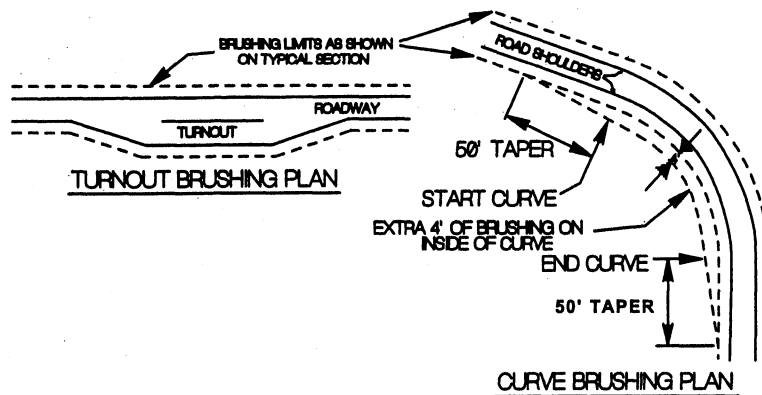 BRUSHING LIMITS AS SHOWN
ON TYPICAL SECTION
ROADWAY
TURNOUT
TURNOUT BRUSHING PLAN
ROAD SHOULDERS
50' TAPER
START CURVE
EXTRA 4' OF BRUSHING ON
INSIDE OF CURVE
END CURVE
50' TAPER
CURVE BRUSHING PLAN